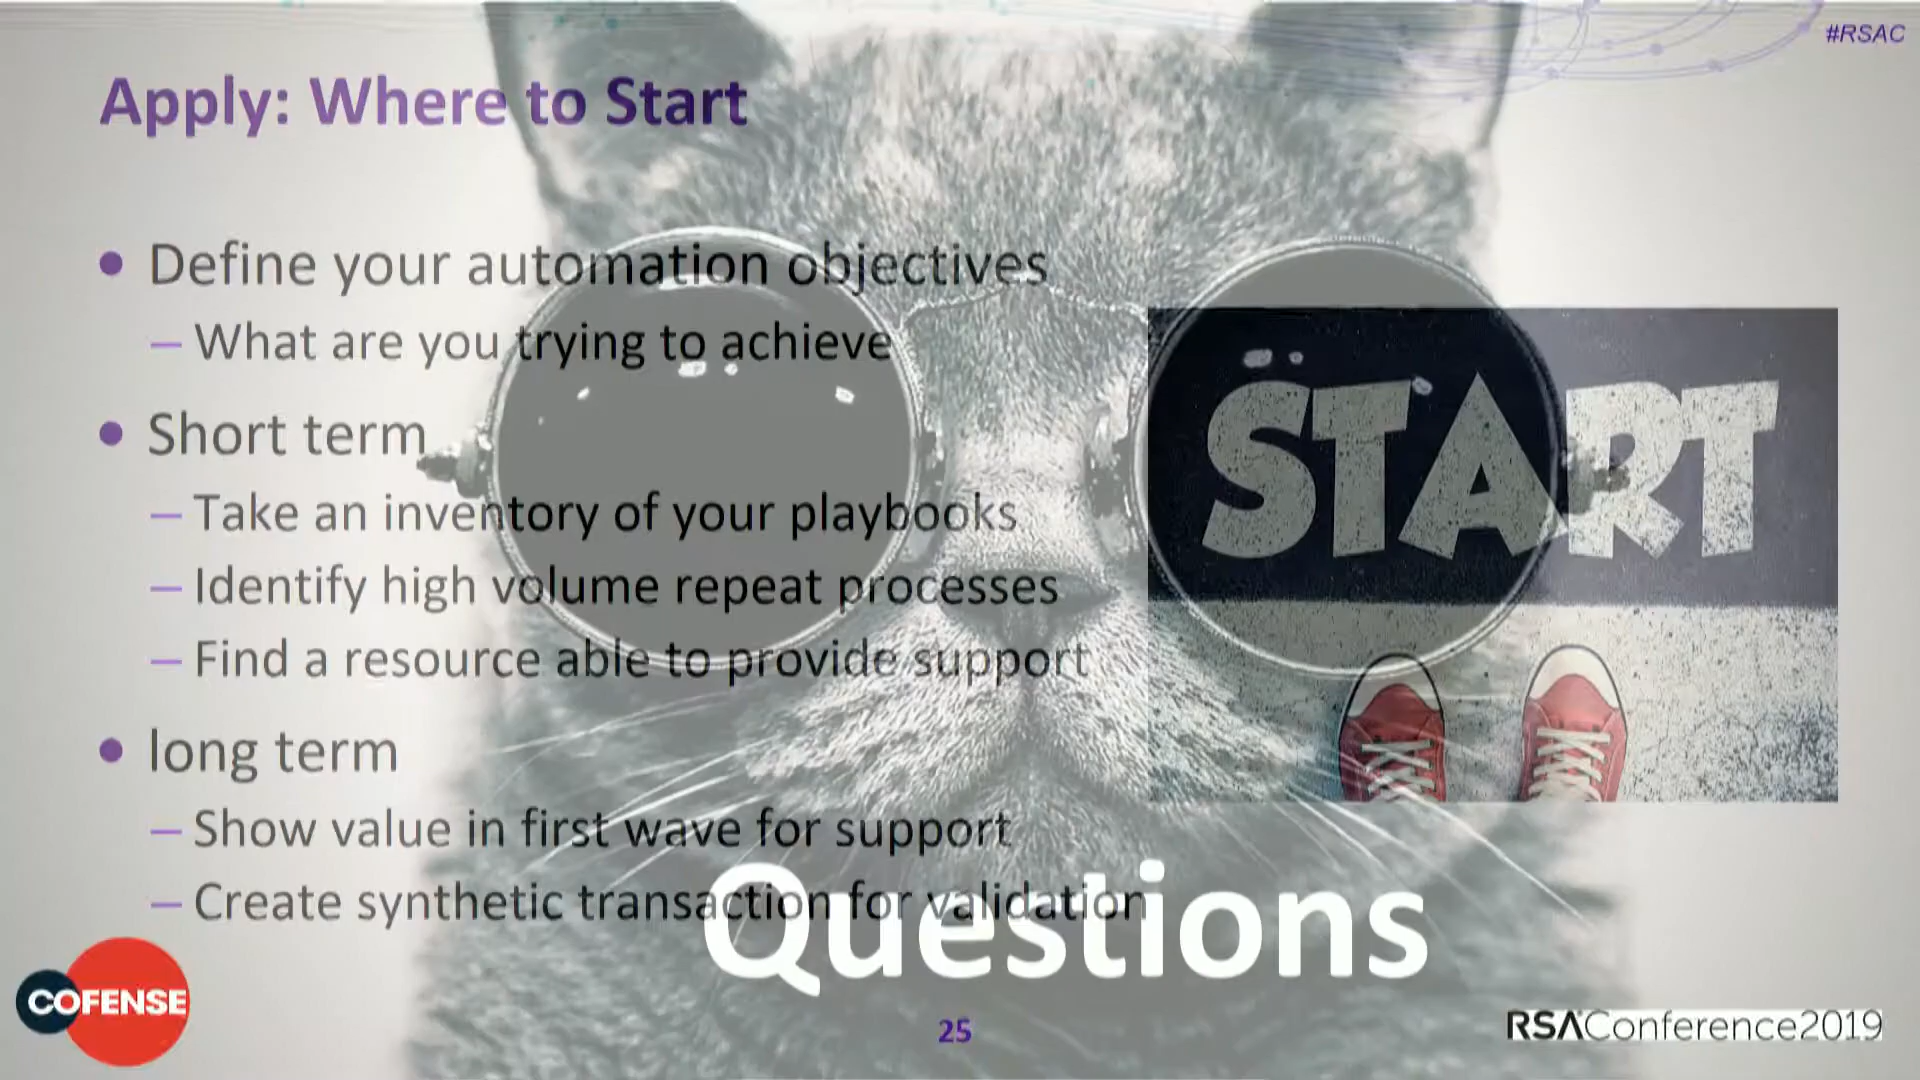 #RSAC
Apply: Where to Start
• Define your automation objectives
– What are you trying to achieve
• Short term
– Take an inventory of your playbooks
– Identify high volume repeat processes
– Find a resource able to provide support
• long term
– Show value in first wave for support
– Create synthetic transaction for validation
START
Questions
COFENSE
25
RSAConference2019